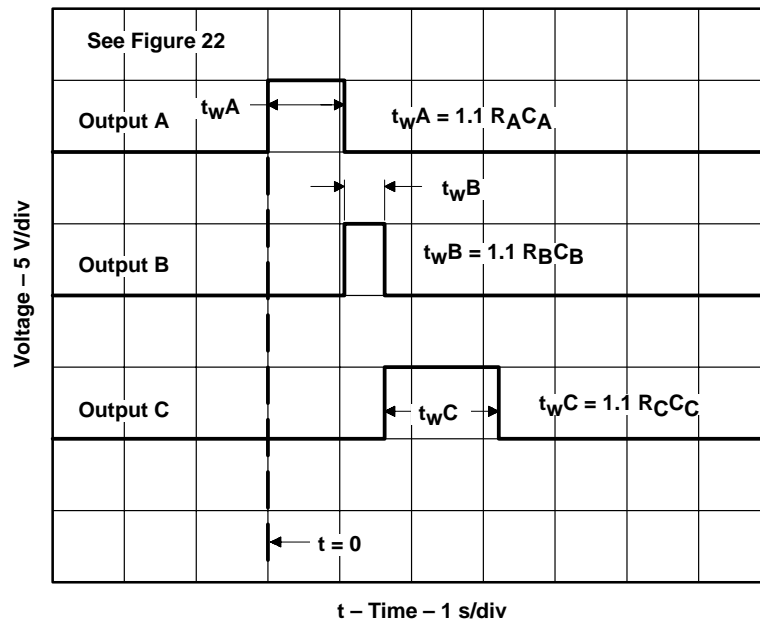 See Figure 22
twA
Output A
twA = 1.1 RACA
twB
Output B
twB = 1.1 RBCB
Output C
twC
twC = 1.1 RCCC
t = 0
Voltage – 5 V/div
t – Time – 1 s/div